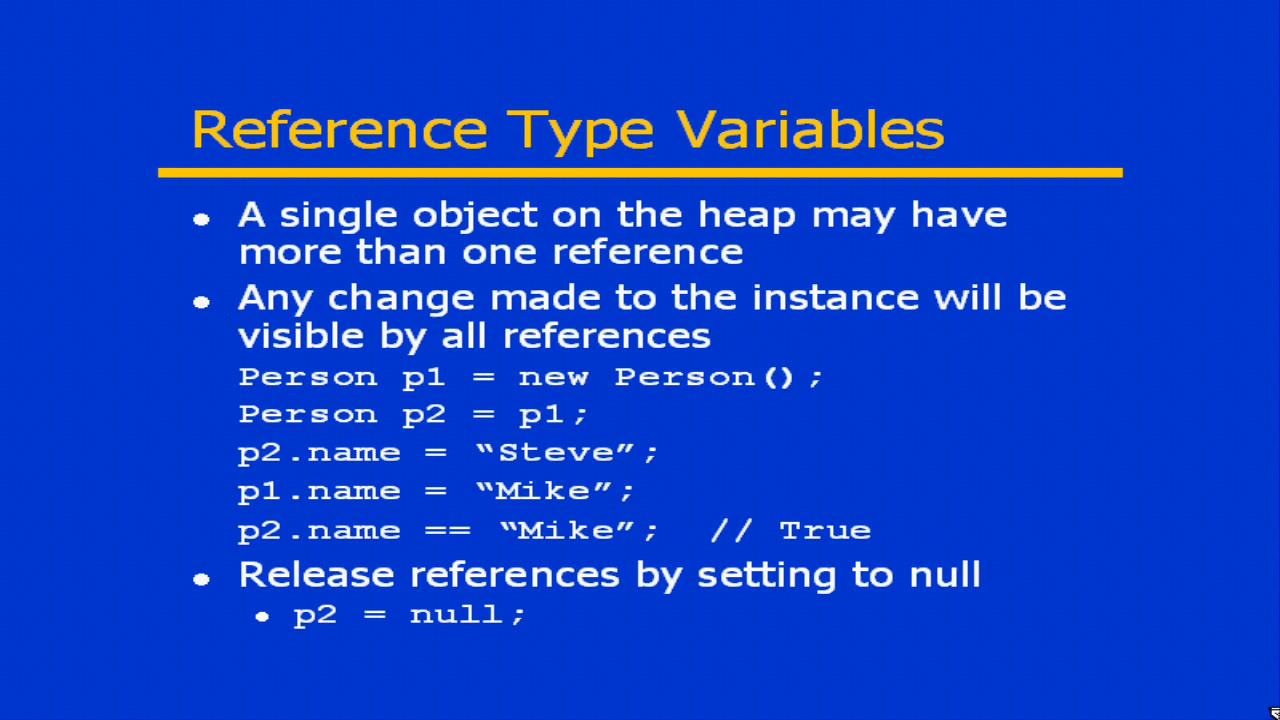 Reference Type Variables
• A single object on the heap may have
more than one reference
• Any change made to the instance will be
visible by all references
Person p1 = new Person();
Person p2 = p1;
p2.name = “Steve”;
p1.name = “Mike”;
p2.name == “Mike”; // True
• Release references by setting to null
• p2 = null;